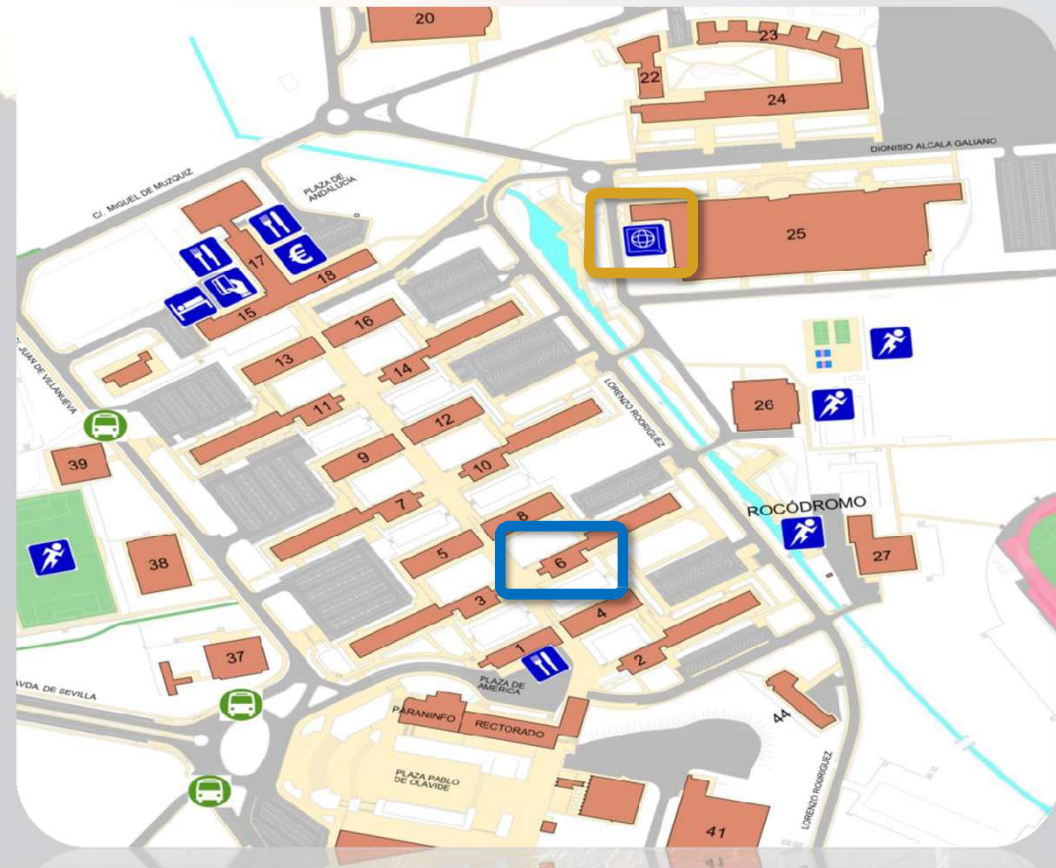 20
23
22
24
DIONISIO ALCALA GALIANO
C/. MIGUEL DE MUZQUIZ
PLAZA DE
ANDALUCIA
25
17
€
18
15
16
C/ JUAN DE VILLANUEVA
13
14
LORENZO RODRIGUEZ
26
11
12
39
9
10
7
8
ROCÓDROMO
5
6
38
27
3
4
1
2
37
PLAZA DE
AMERICA
AVDA. DE SEVILLA
PARANINFO
RECTORADO
44
PLAZA PABLO
DE OLAVIDE
LORENZO RODRIGUEZ
41